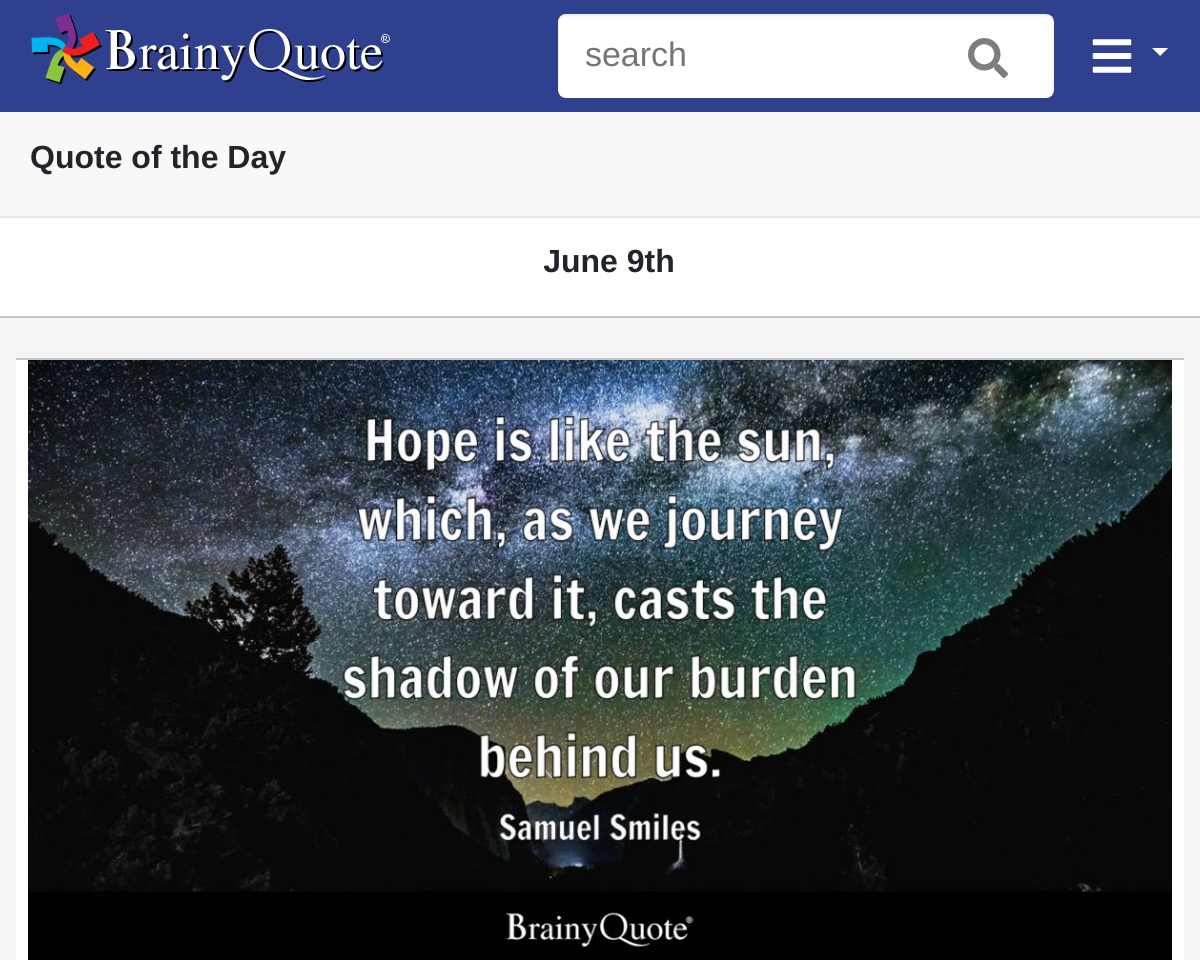 BrainyQuote®
search
Quote of the Day
June 9th
Hope is like the sun,
which, as we journey
toward it, casts the
shadow of our burden
behind us.
Samuel Smiles
BrainyQuote®